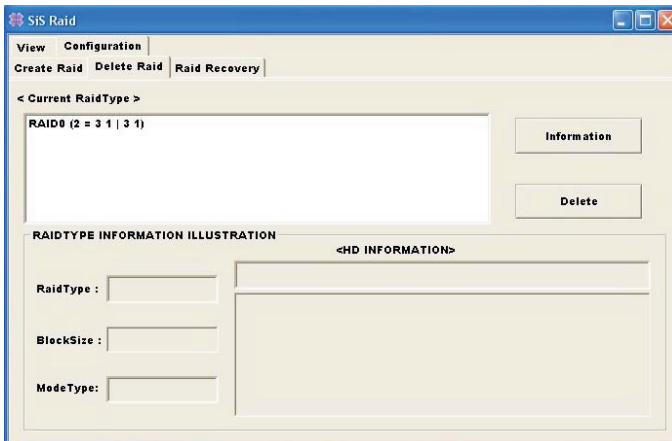 SiS Raid
View Configuration
Create Raid Delete Raid Raid Recovery
< Current RaidType >
RAID0 (2 = 3 1 | 3 1)
Information
Delete
RAIDTYPE INFORMATION ILLUSTRATION
<HD INFORMATION>
RaidType :
BlockSize :
ModeType: